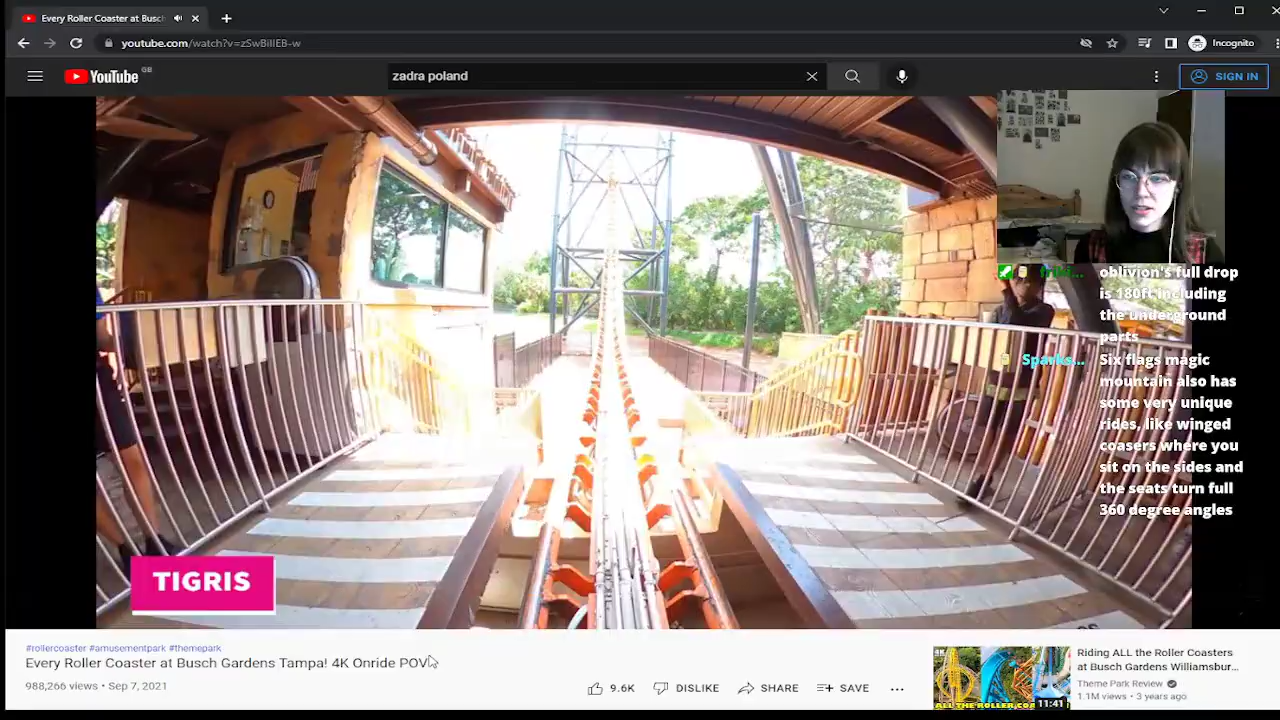 Every Roller Coaster at Busch
youtube.com/watch?v=zSwBiIIEB-w
Incognito
YouTube GB
zadra poland
SIGN IN
oblivion's full drop
is 180ft including
the underground
parts
Sparks... Six flags magic
mountain also has
some very unique
rides, like winged
coasers where you
sit on the sides and
the seats turn full
360 degree angles
TIGRIS
#rollercoaster #amusementpark #themepark
Every Roller Coaster at Busch Gardens Tampa! 4K Onride POV
988,266 views • Sep 7, 2021
9.6K DISLIKE SHARE SAVE
Riding ALL the Roller Coasters
at Busch Gardens Williamsbur...
Theme Park Review
1.1M views • 3 years ago
11:41